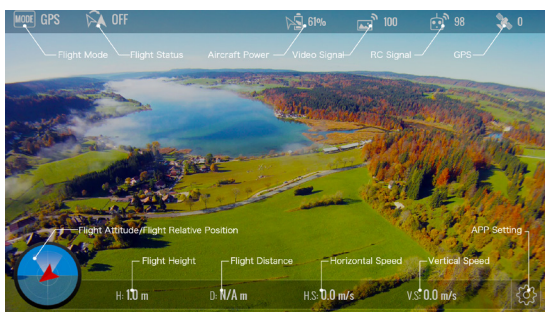 MODE GPS OFF 61% 100 98 0
Flight Mode Flight Status Aircraft Power Video Signal RC Signal GPS
Flight Attitude/Flight Relative Position APP Setting
Flight Height Flight Distance Horizontal Speed Vertical Speed
H: 1.0 m D: N/A m H.S: 0.0 m/s V.S: 0.0 m/s